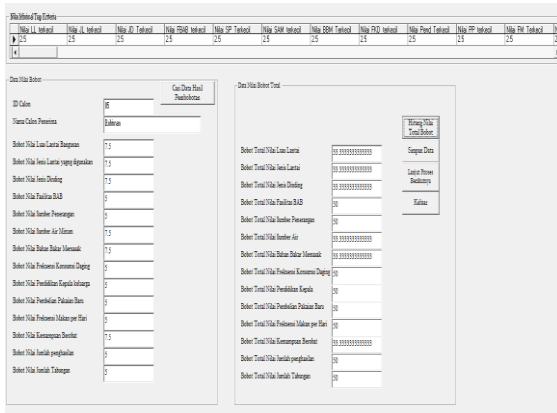 Nilai Minimal Tiap Kriteria
Nilai LL terkecil Nilai JL terkecil Nilai JD Terkecil Nilai FBAB terkecil Nilai SP Terkecil Nilai SAM terkecil Nilai BBM Terkecil Nilai FKD terkecil Nilai Pend Terkecil Nilai PP terkecil Nilai FM Terkecil
2.5 2.5 2.5 2.5 2.5 2.5 2.5 2.5 2.5 2.5 2.5
Data Nilai Bobot
Cari Data Hasil Pembobotan
ID Calon 05
Nama Calon Penerima
Bobot Nilai Luas Lantai Bangunan 7.5
Bobot Nilai Jenis Lantai yagng digunakan 7.5
Bobot Nilai Jenis Dinding 7.5
Bobot Nilai Fasilitas BAB 5
Bobot Nilai Sumber Penerangan 5
Bobot Nilai Sumber Air Minum 7.5
Bobot Nilai Bahan Bakar Memasak 7.5
Bobot Nilai Frekuensi Konsumsi Daging 5
Bobot Nilai Pendidikan Kepala keluarga 5
Bobot Nilai Pembelian Pakaian Baru 5
Bobot Nilai Frekuensi Makan per Hari 5
Bobot Nilai Kemampuan Berobat 7.5
Bobot Nilai Jumlah penghasilan 5
Bobot Nilai Jumlah Tabungan 5
Data Nilai Bobot Total
Bobot Total Nilai Luas Lantai
Bobot Total Nilai Jenis Lantai
Bobot Total Nilai Jenis Dinding
Bobot Total Nilai Fasilitas BAB 50
Bobot Total Nilai Sumber Penerangan 50
Bobot Total Nilai Sumber Air
Bobot Total Nilai Bahan Bakar Memasak
Bobot Total Nilai Frekuensi Konsumsi Daging 50
Bobot Total Nilai Pendidikan Kepala 50
Bobot Total Nilai Pembelian Pakaian Baru 50
Bobot Total Nilai Frekuensi Makan per Hari 50
Bobot Total Nilai Kemampuan Berobat
Bobot Total Nilai Jumlah penghasilan 50
Bobot Total Nilai Jumlah Tabungan 50
Hitung Nilai Total Bobot
Simpan Data
Lanjut Proses Berikutnya
Keluar